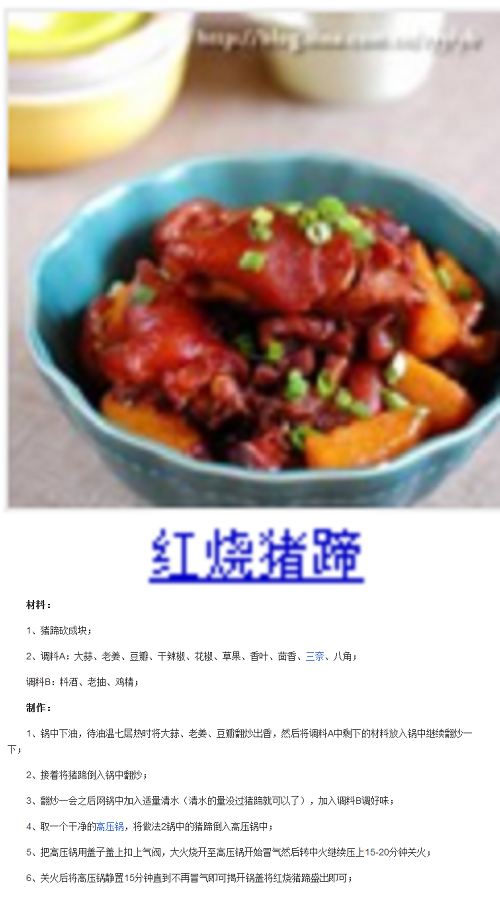 红烧猪蹄
材料：
1、猪蹄砍成块；
2、调料A：大蒜、老姜、豆瓣、干辣椒、花椒、草果、香叶、茴香、三奈、八角；
调料B：料酒、老抽、鸡精；
制作：
1、锅中下油，待油温七层热时将大蒜、老姜、豆瓣翻炒出香，然后将调料A中剩下的材料放入锅中继续翻炒一
下；
2、接着将猪蹄倒入锅中翻炒；
3、翻炒一会之后网锅中加入适量清水（清水的量没过猪蹄就可以了），加入调料B调好味；
4、取一个干净的高压锅，将做法2锅中的猪蹄倒入高压锅中；
5、把高压锅用盖子盖上扣上气阀，大火烧开至高压锅开始冒气然后转中火继续压上15-20分钟关火；
6、关火后将高压锅静置15分钟直到不再冒气即可揭开锅盖将红烧猪蹄盛出即可；